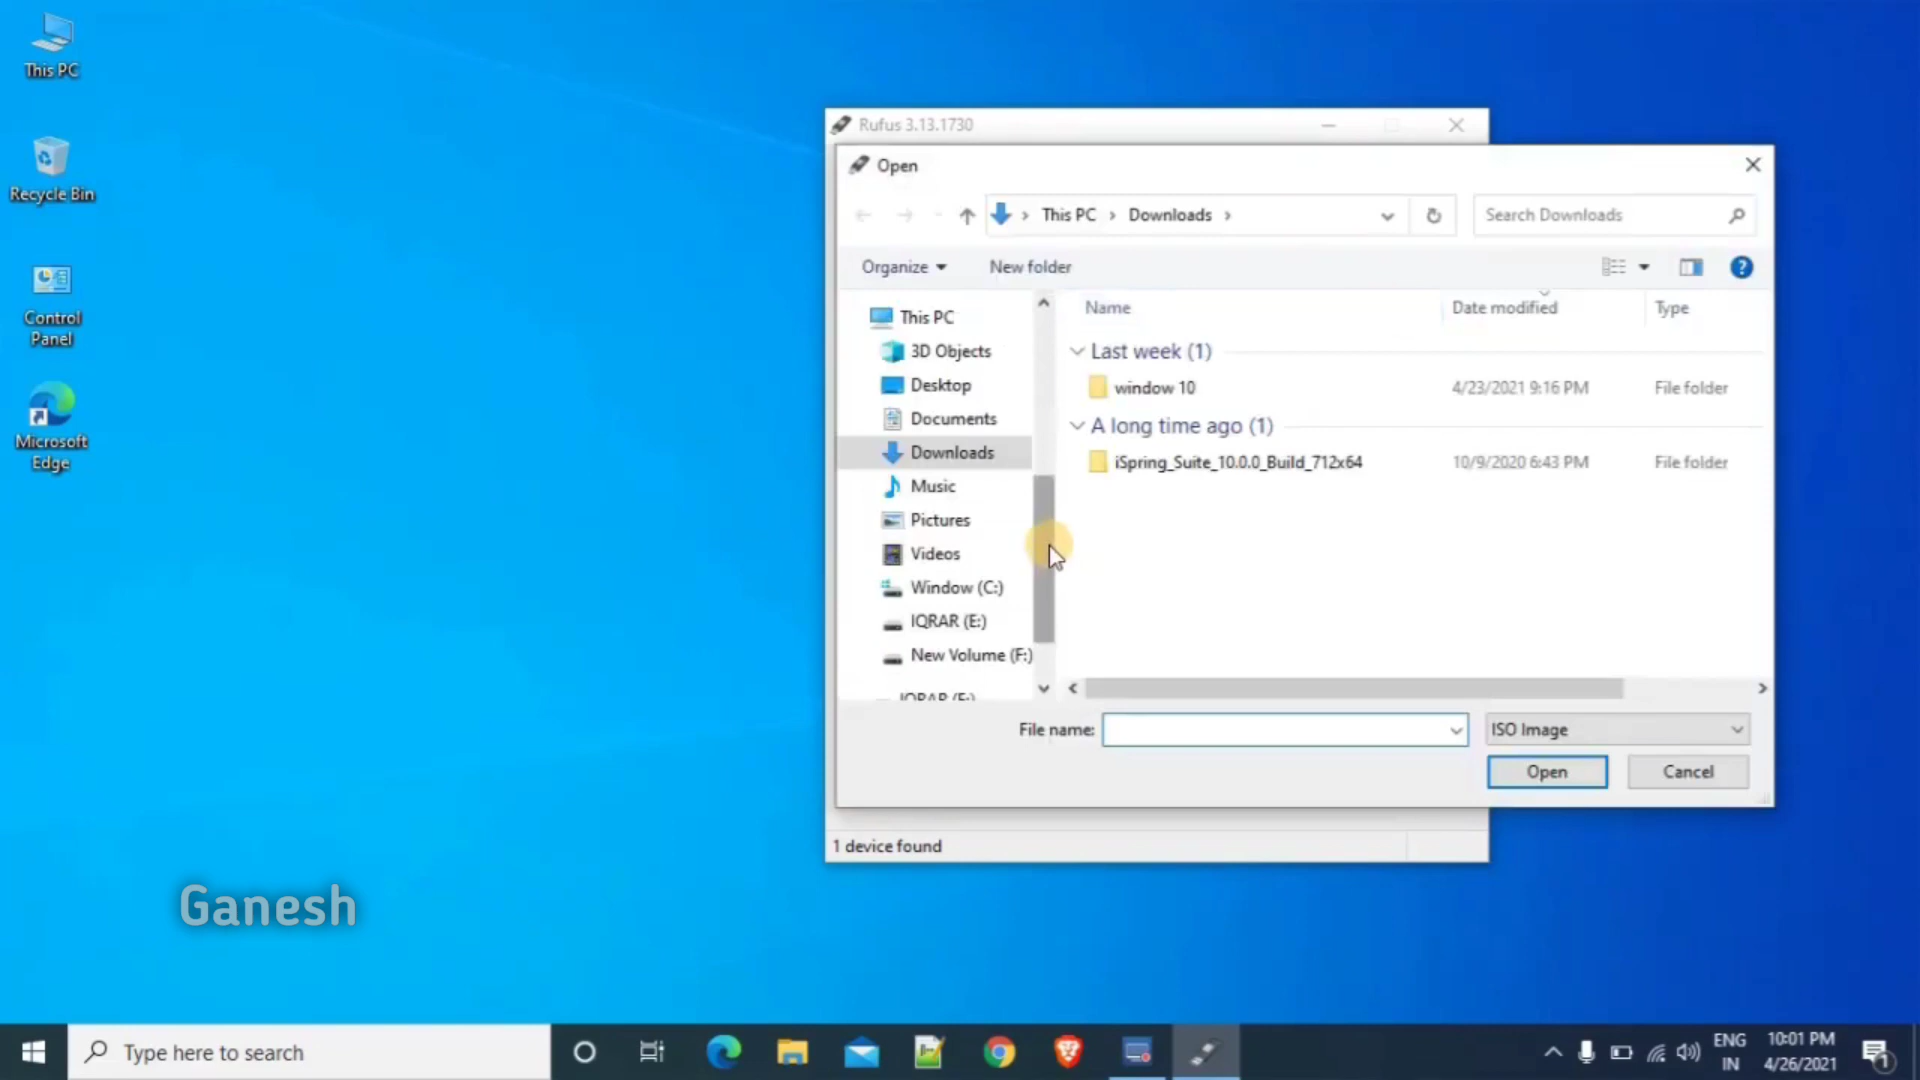 This PC
Recycle Bin
Control
Panel
Microsoft
Edge
Rufus 3.13.1730
Open
This PC > Downloads >
Search Downloads
Organize
New folder
This PC
3D Objects
Desktop
Documents
Downloads
Music
Pictures
Videos
Window (C:)
IQRAR (E:)
New Volume (F:)
IQRAR (E:)
Name
Date modified
Type
Last week (1)
window 10
4/23/2021 9:16 PM
File folder
A long time ago (1)
iSpring_Suite_10.0.0_Build_712x64
10/9/2020 6:43 PM
File folder
File name:
ISO Image
Open
Cancel
1 device found
Ganesh
Type here to search
ENG
IN
10:01 PM
4/26/2021
1